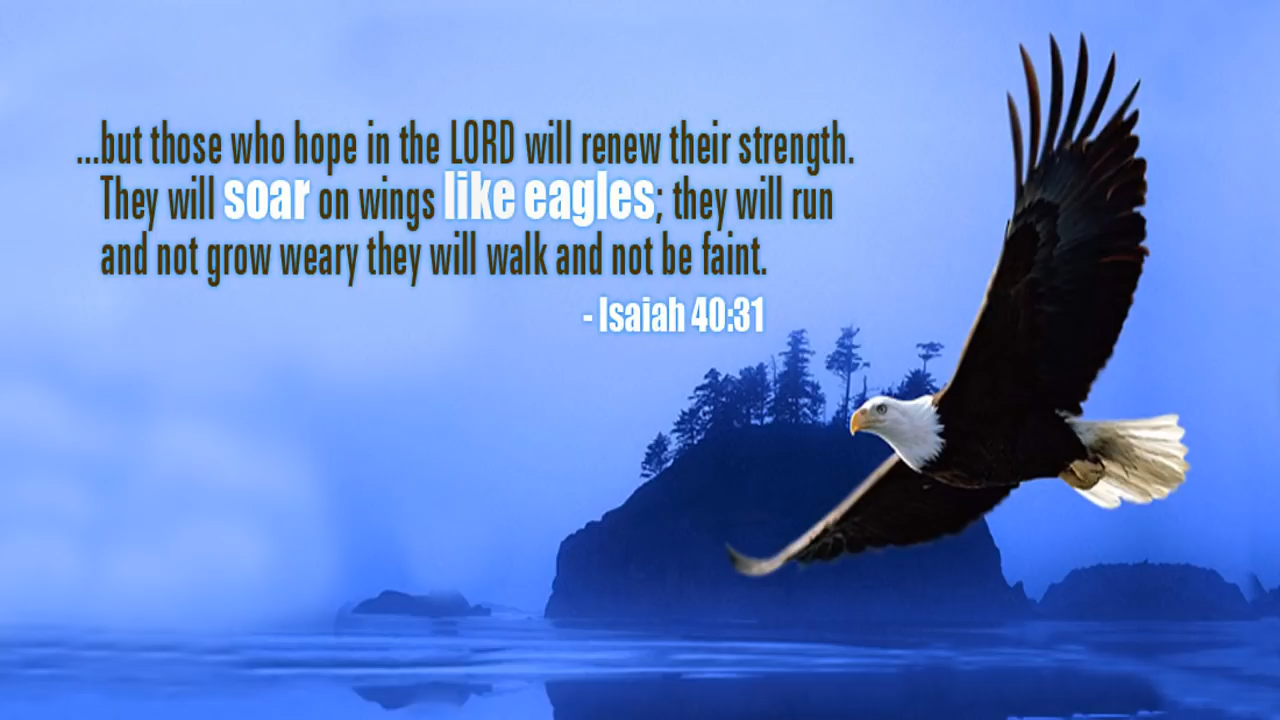 ...but those who hope in the LORD will renew their strength.
They will soar on wings like eagles; they will run
and not grow weary they will walk and not be faint.
- Isaiah 40:31